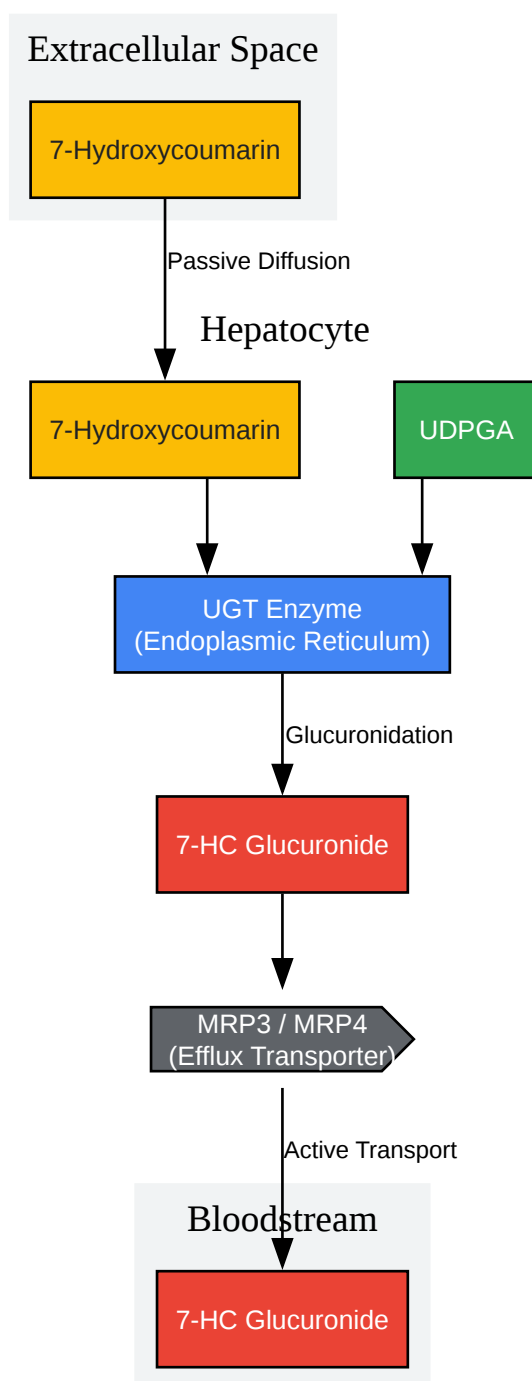 Extracellular Space
7-Hydroxycoumarin
Passive Diffusion
Hepatocyte
7-Hydroxycoumarin
UDPGA
UGT Enzyme
(Endoplasmic Reticulum)
Glucuronidation
7-HC Glucuronide
MRP3 / MRP4
(Efflux Transporter)
Active Transport
Bloodstream
7-HC Glucuronide